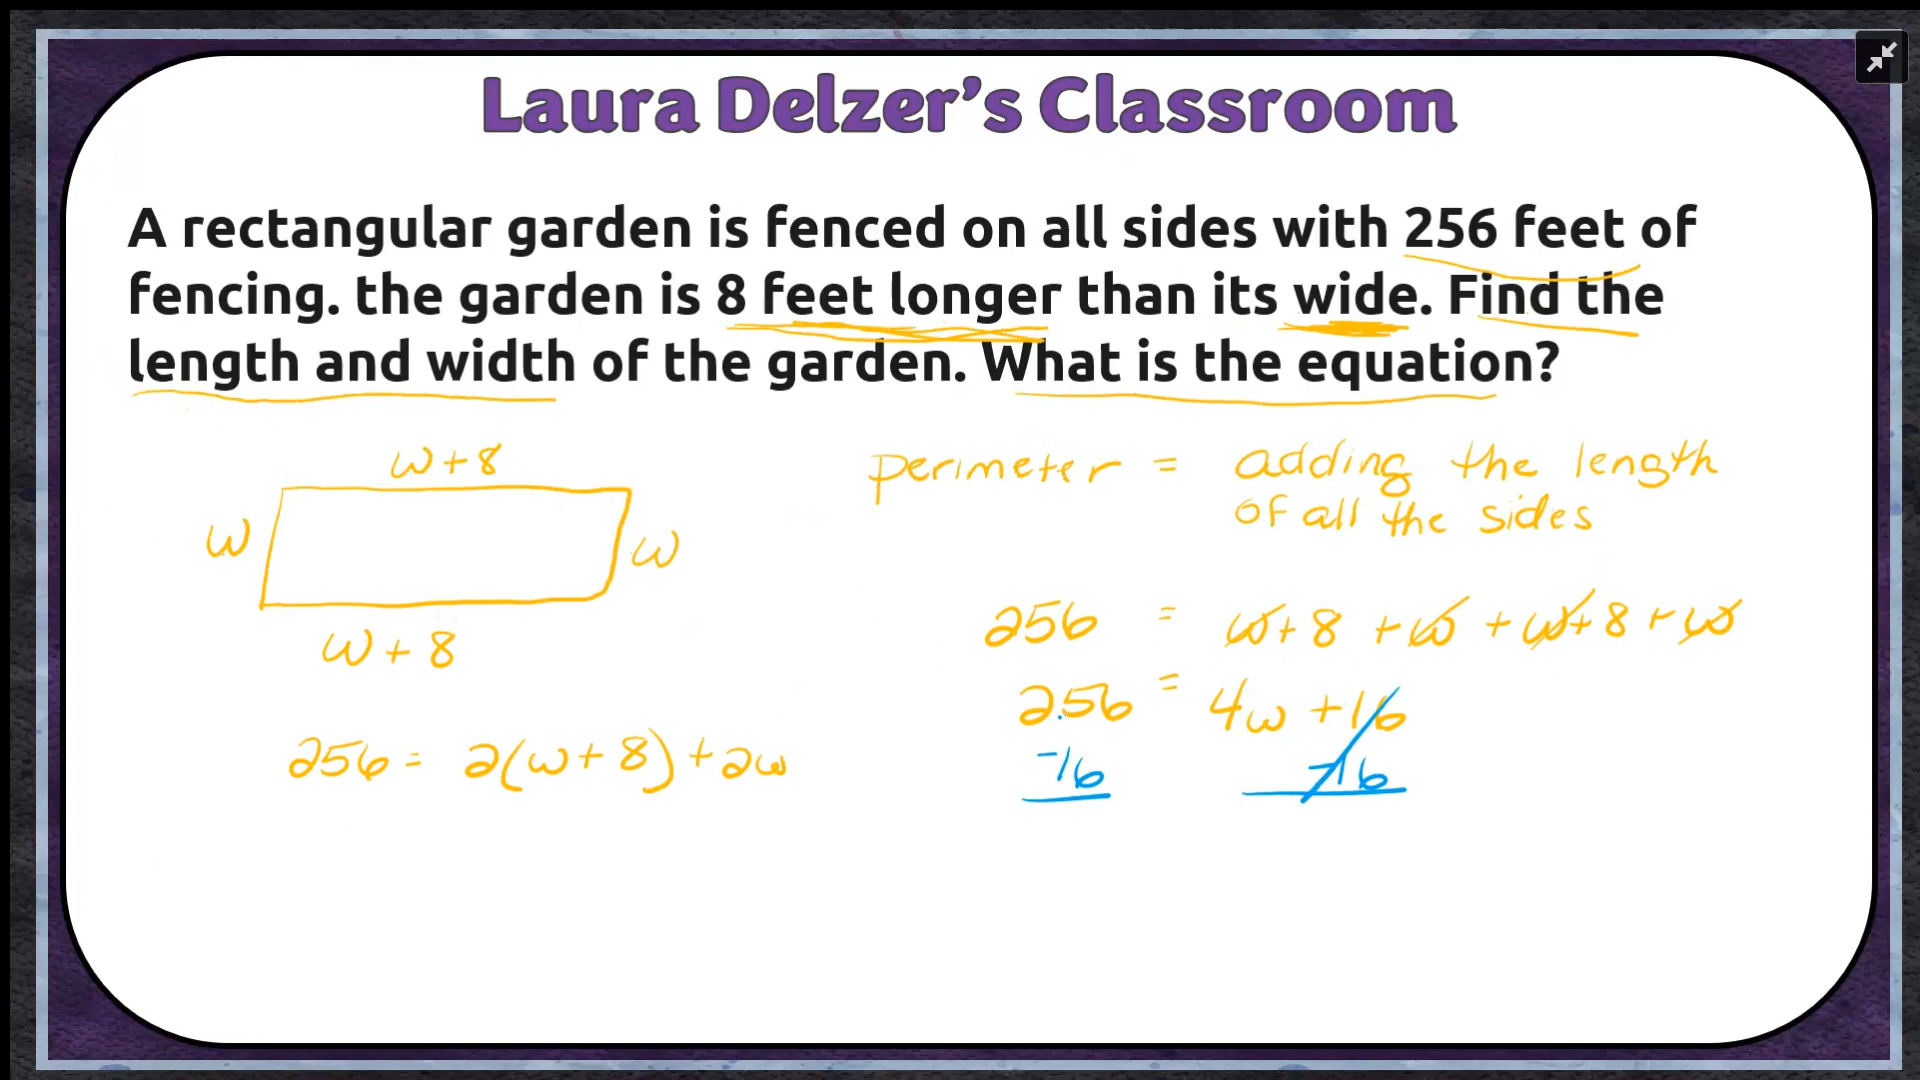 Laura Delzer's Classroom
A rectangular garden is fenced on all sides with 256 feet of
fencing. the garden is 8 feet longer than its wide. Find the
length and width of the garden. What is the equation?
w+8
w
w
w+8
256 = 2(w+8)+2w
perimeter = adding the length
of all the sides
256 = w+8 +w +w+8+w
256 = 4w +16
-16 -16